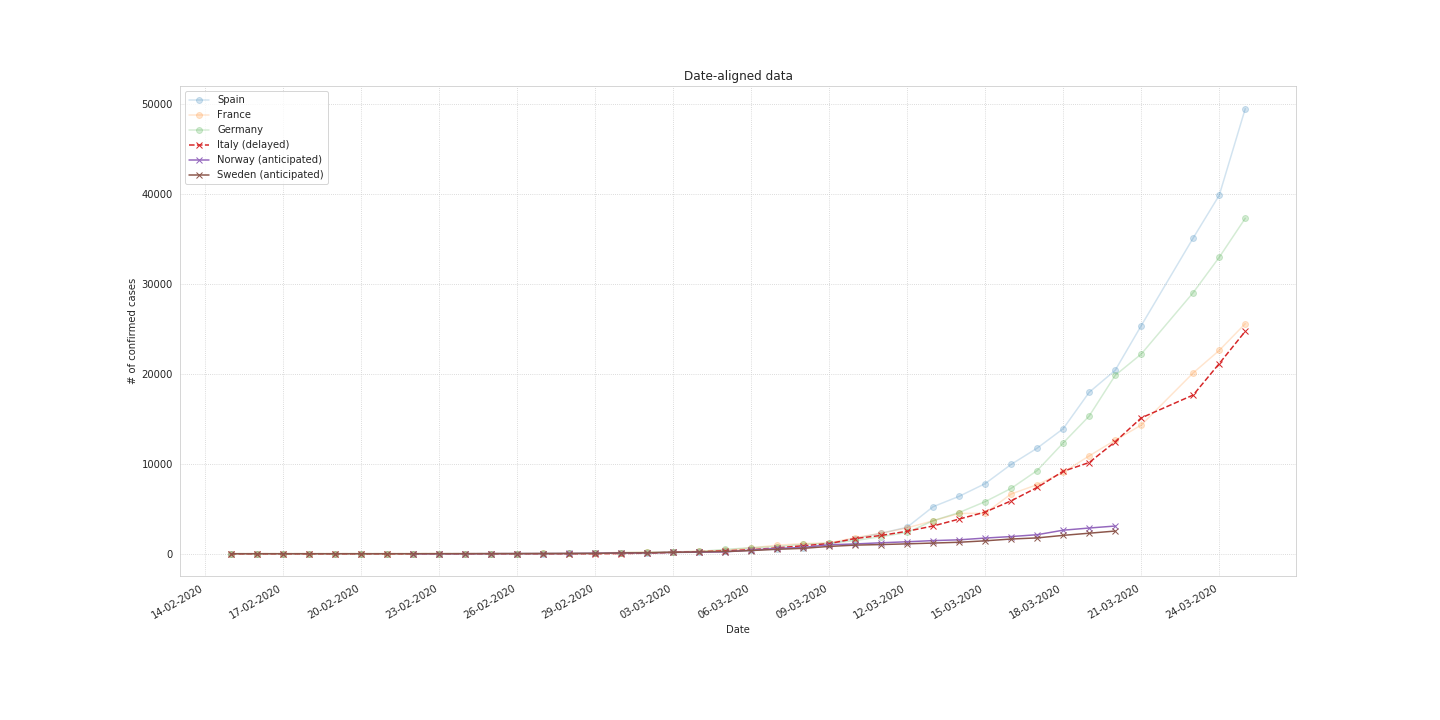 Date-aligned data
Spain
France
Germany
Italy (delayed)
Norway (anticipated)
Sweden (anticipated)
# of confirmed cases
50000
40000
30000
20000
10000
0
14-02-2020
17-02-2020
20-02-2020
23-02-2020
26-02-2020
29-02-2020
03-03-2020
06-03-2020
09-03-2020
12-03-2020
15-03-2020
18-03-2020
21-03-2020
24-03-2020
Date